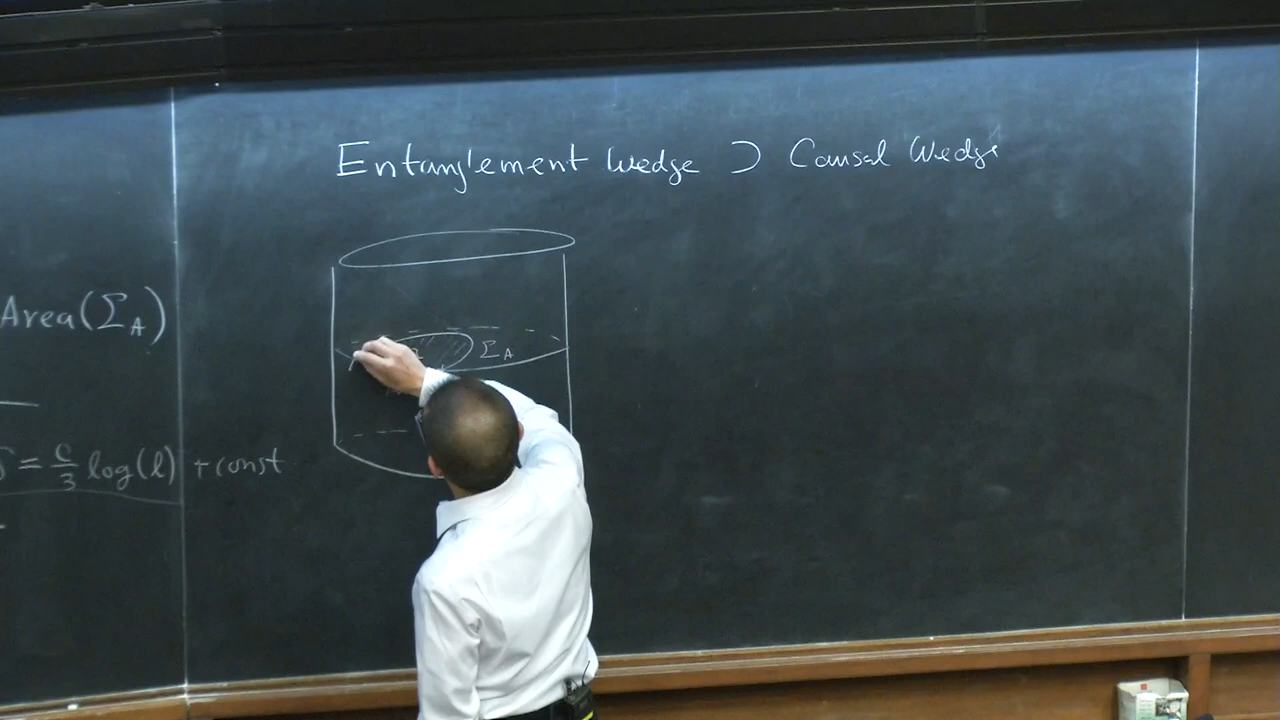 Entanglement Wedge ⊃ Causal Wedge
Area(Σ_A)
Σ_A
S = c/3 log(l) + const